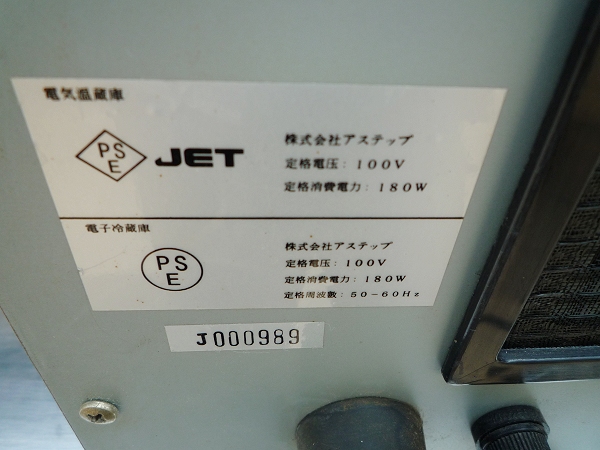 電気温蔵庫
PS
E
JET
株式会社アステップ
定格電圧：100V
定格消費電力：180W
電子冷蔵庫
PS
E
株式会社アステップ
定格電圧：100V
定格消費電力：180W
定格周波数：50-60Hz
J000989